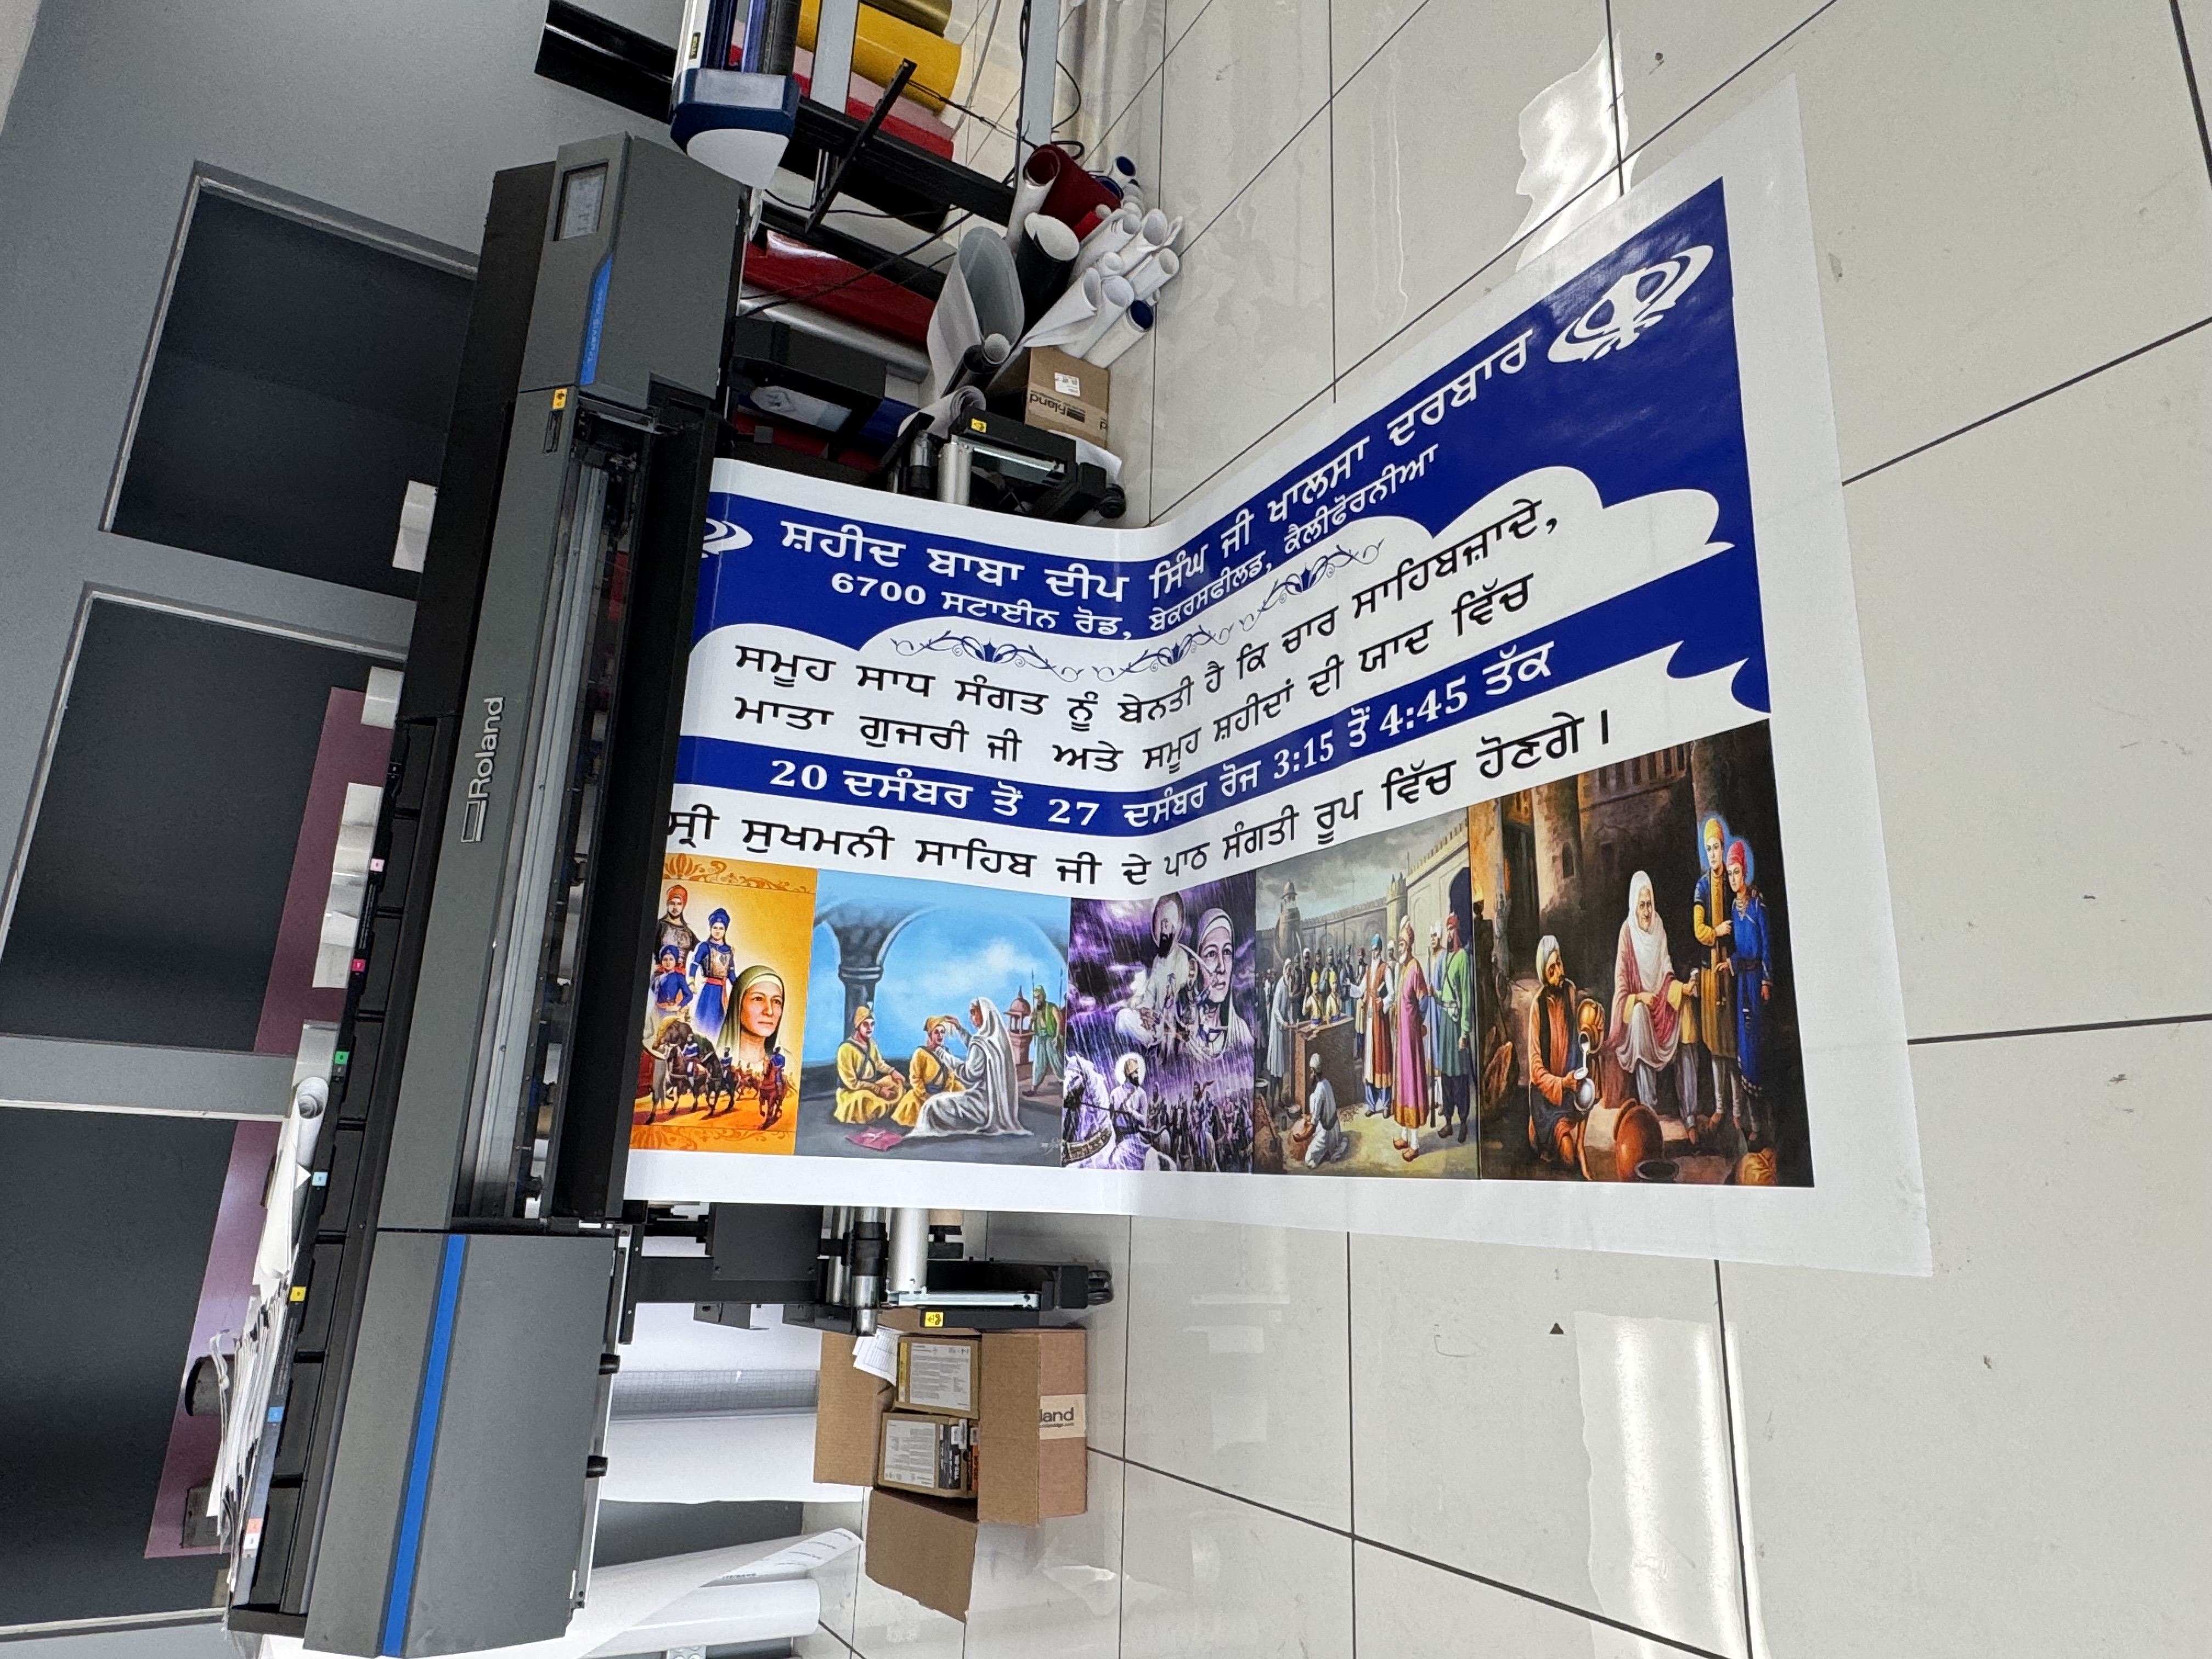 ਸ਼ਹੀਦ ਬਾਬਾ ਦੀਪ ਸਿੰਘ ਜੀ ਖਾਲਸਾ ਦਰਬਾਰ
6700 ਸਟਾਈਨ ਰੋਡ, ਬੇਕਰਸਫੀਲਡ, ਕੈਲੀਫੋਰਨੀਆ
ਸਮੂਹ ਸਾਧ ਸੰਗਤ ਨੂੰ ਬੇਨਤੀ ਹੈ ਕਿ ਚਾਰ ਸਾਹਿਬਜ਼ਾਦੇ,
ਮਾਤਾ ਗੁਜਰੀ ਜੀ ਅਤੇ ਸਮੂਹ ਸ਼ਹੀਦਾਂ ਦੀ ਯਾਦ ਵਿੱਚ
20 ਦਸੰਬਰ ਤੋਂ 27 ਦਸੰਬਰ ਰੋਜ 3:15 ਤੋਂ 4:45 ਤੱਕ
ਸ੍ਰੀ ਸੁਖਮਨੀ ਸਾਹਿਬ ਜੀ ਦੇ ਪਾਠ ਸੰਗਤੀ ਰੂਪ ਵਿੱਚ ਹੋਣਗੇ।
Roland